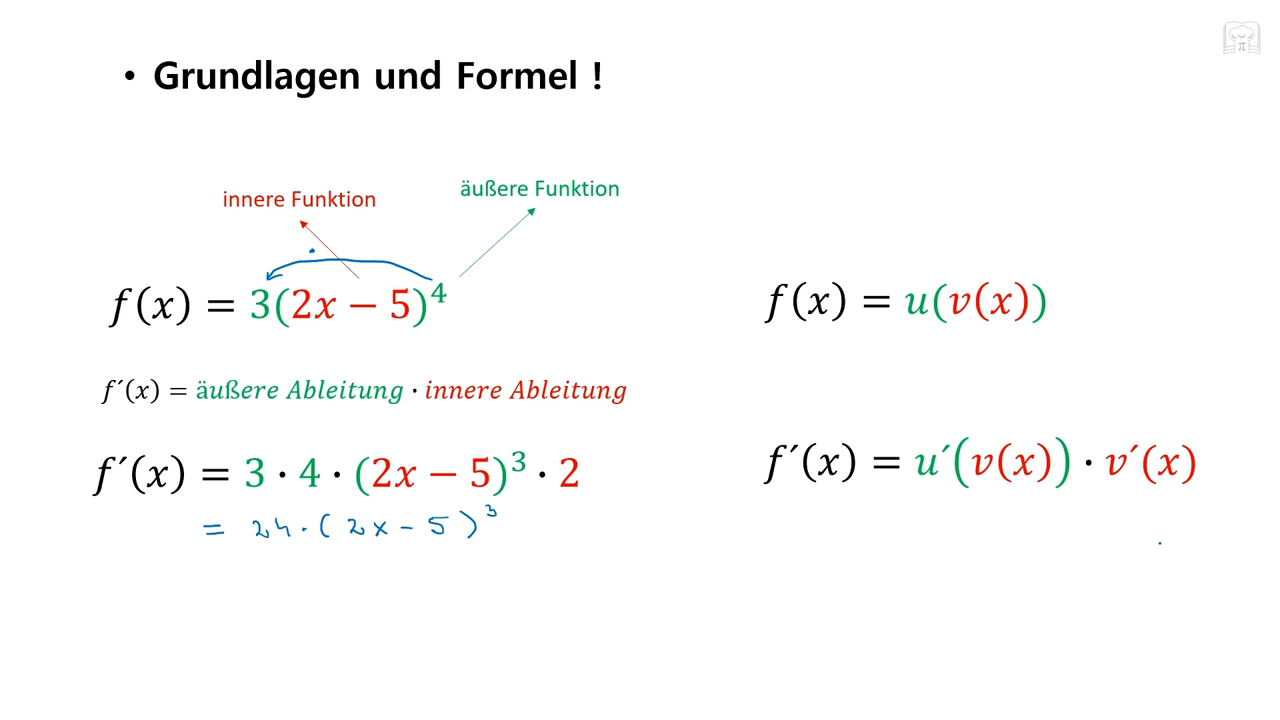 • Grundlagen und Formel !
innere Funktion
äußere Funktion
f(x) = 3(2x − 5)⁴
f´(x) = äußere Ableitung · innere Ableitung
f´(x) = 3 · 4 · (2x − 5)³ · 2
= 24 · (2x − 5)³
f(x) = u(v(x))
f´(x) = u´(v(x)) · v´(x)
π